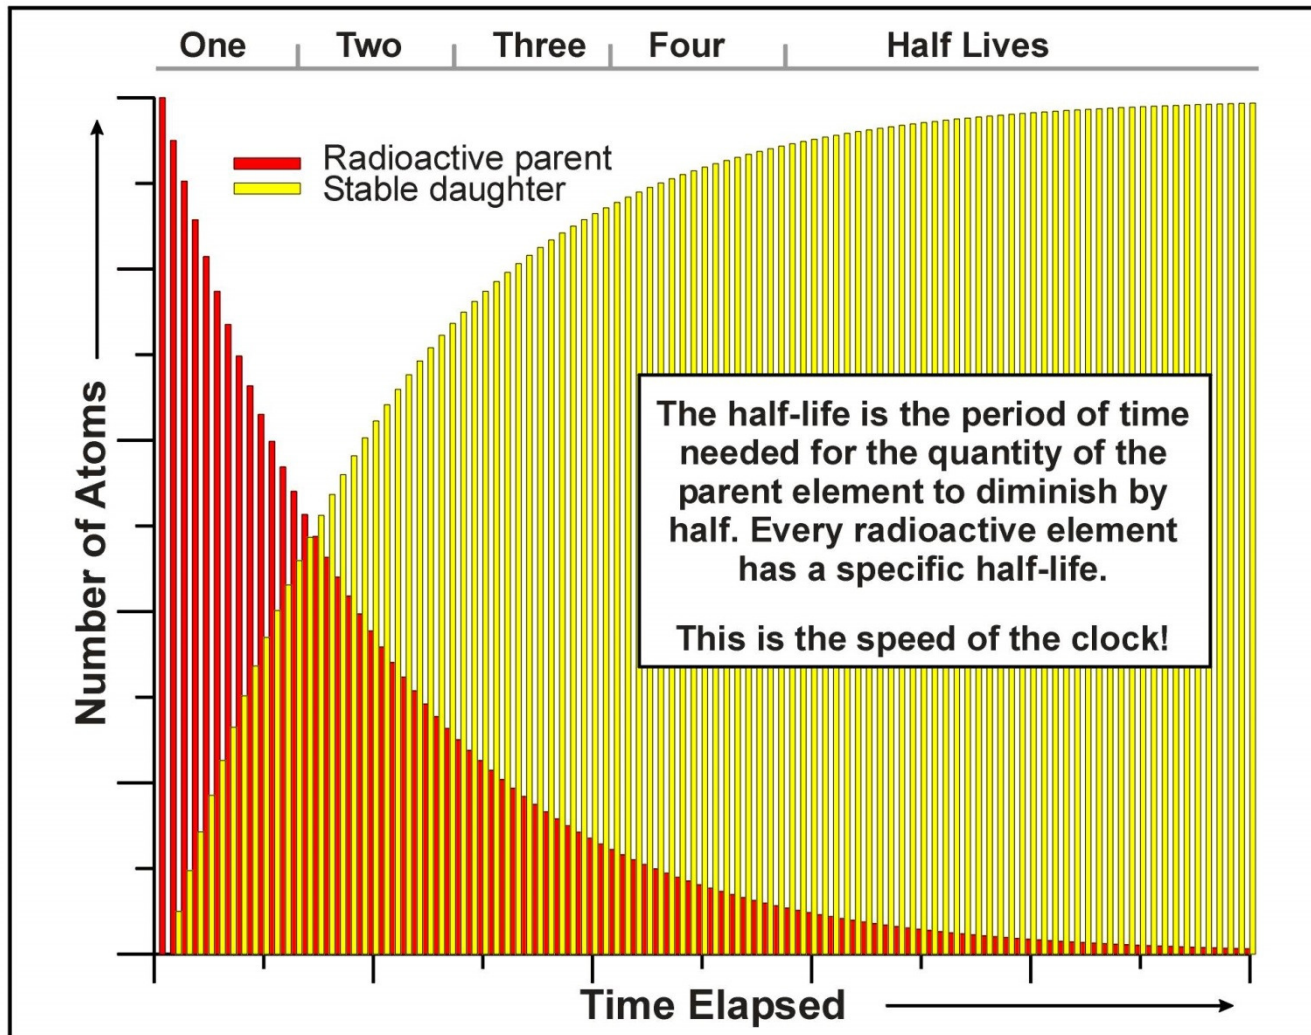 One Two Three Four Half Lives
Radioactive parent
Stable daughter
Number of Atoms
The half-life is the period of time
needed for the quantity of the
parent element to diminish by
half. Every radioactive element
has a specific half-life.
This is the speed of the clock!
Time Elapsed